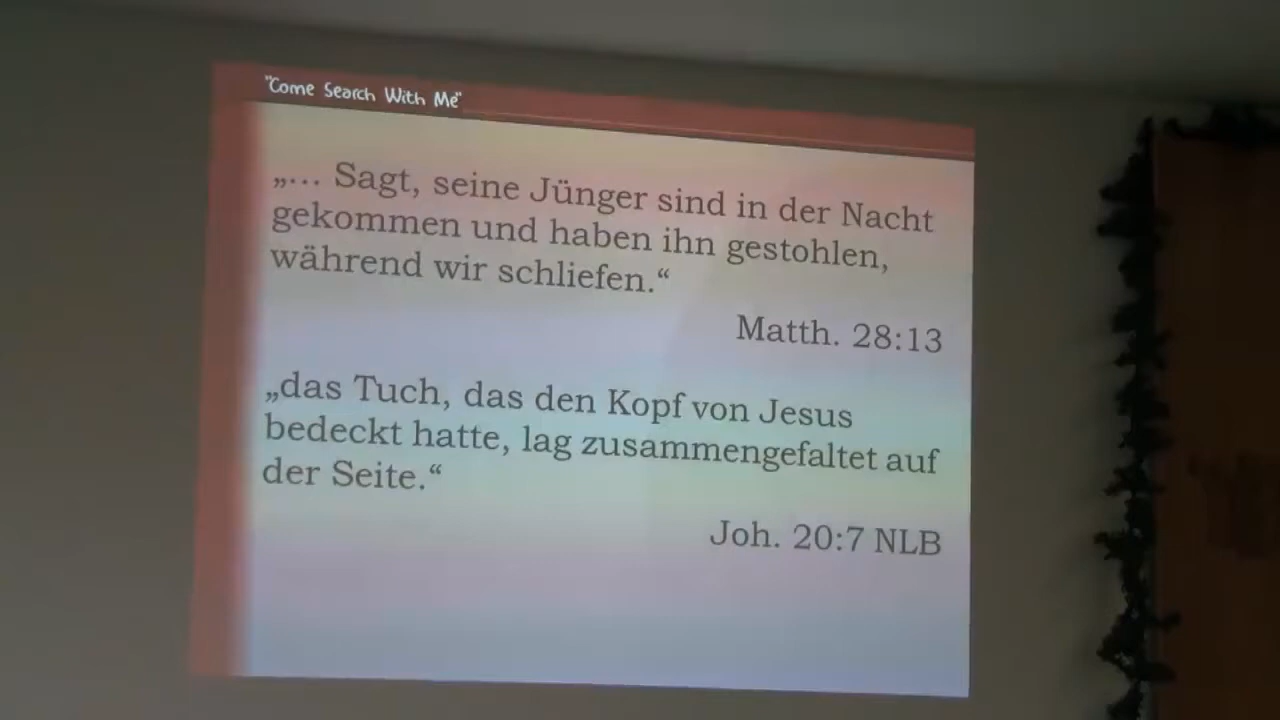 "Come Search With Me"
„... Sagt, seine Jünger sind in der Nacht
gekommen und haben ihn gestohlen,
während wir schliefen.“
Matth. 28:13
„das Tuch, das den Kopf von Jesus
bedeckt hatte, lag zusammengefaltet auf
der Seite.“
Joh. 20:7 NLB